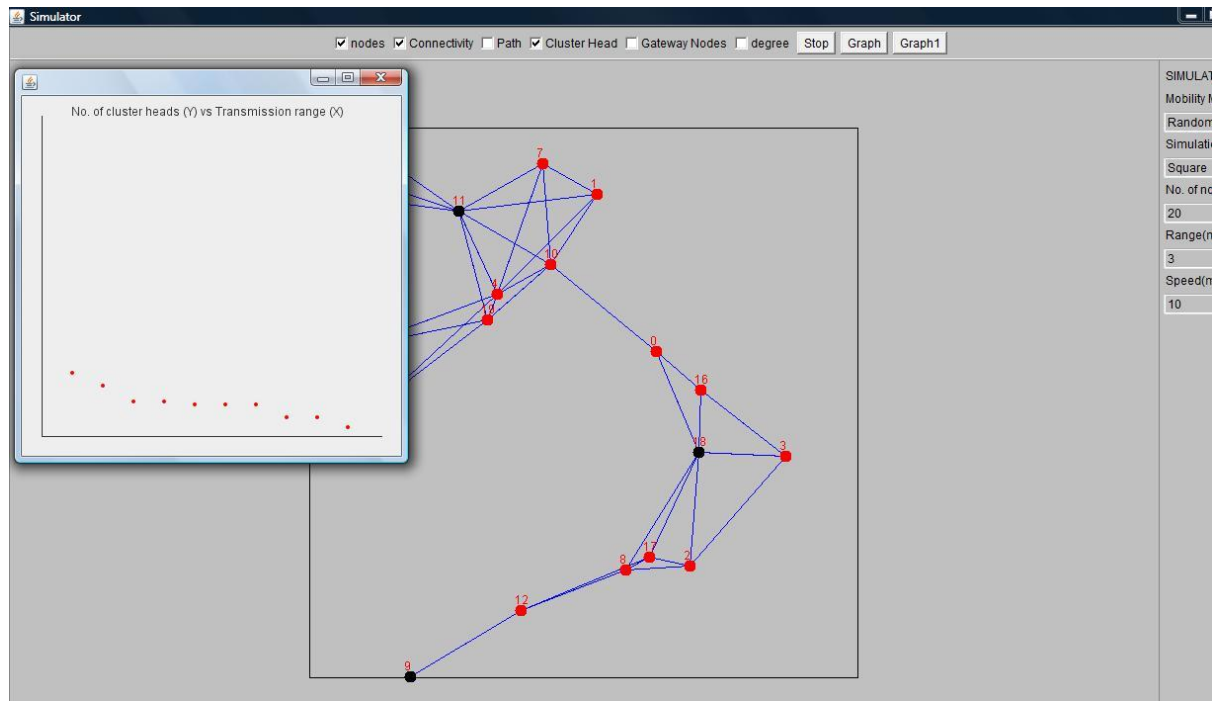 Simulator
nodes Connectivity Path Cluster Head Gateway Nodes degree Stop Graph Graph1
No. of cluster heads (Y) vs Transmission range (X)
SIMULAT
Mobility M
Random
Simulatio
Square
No. of no
20
Range(m
3
Speed(m
10
7
1
11
10
4
0
16
18
3
17
8
2
12
9